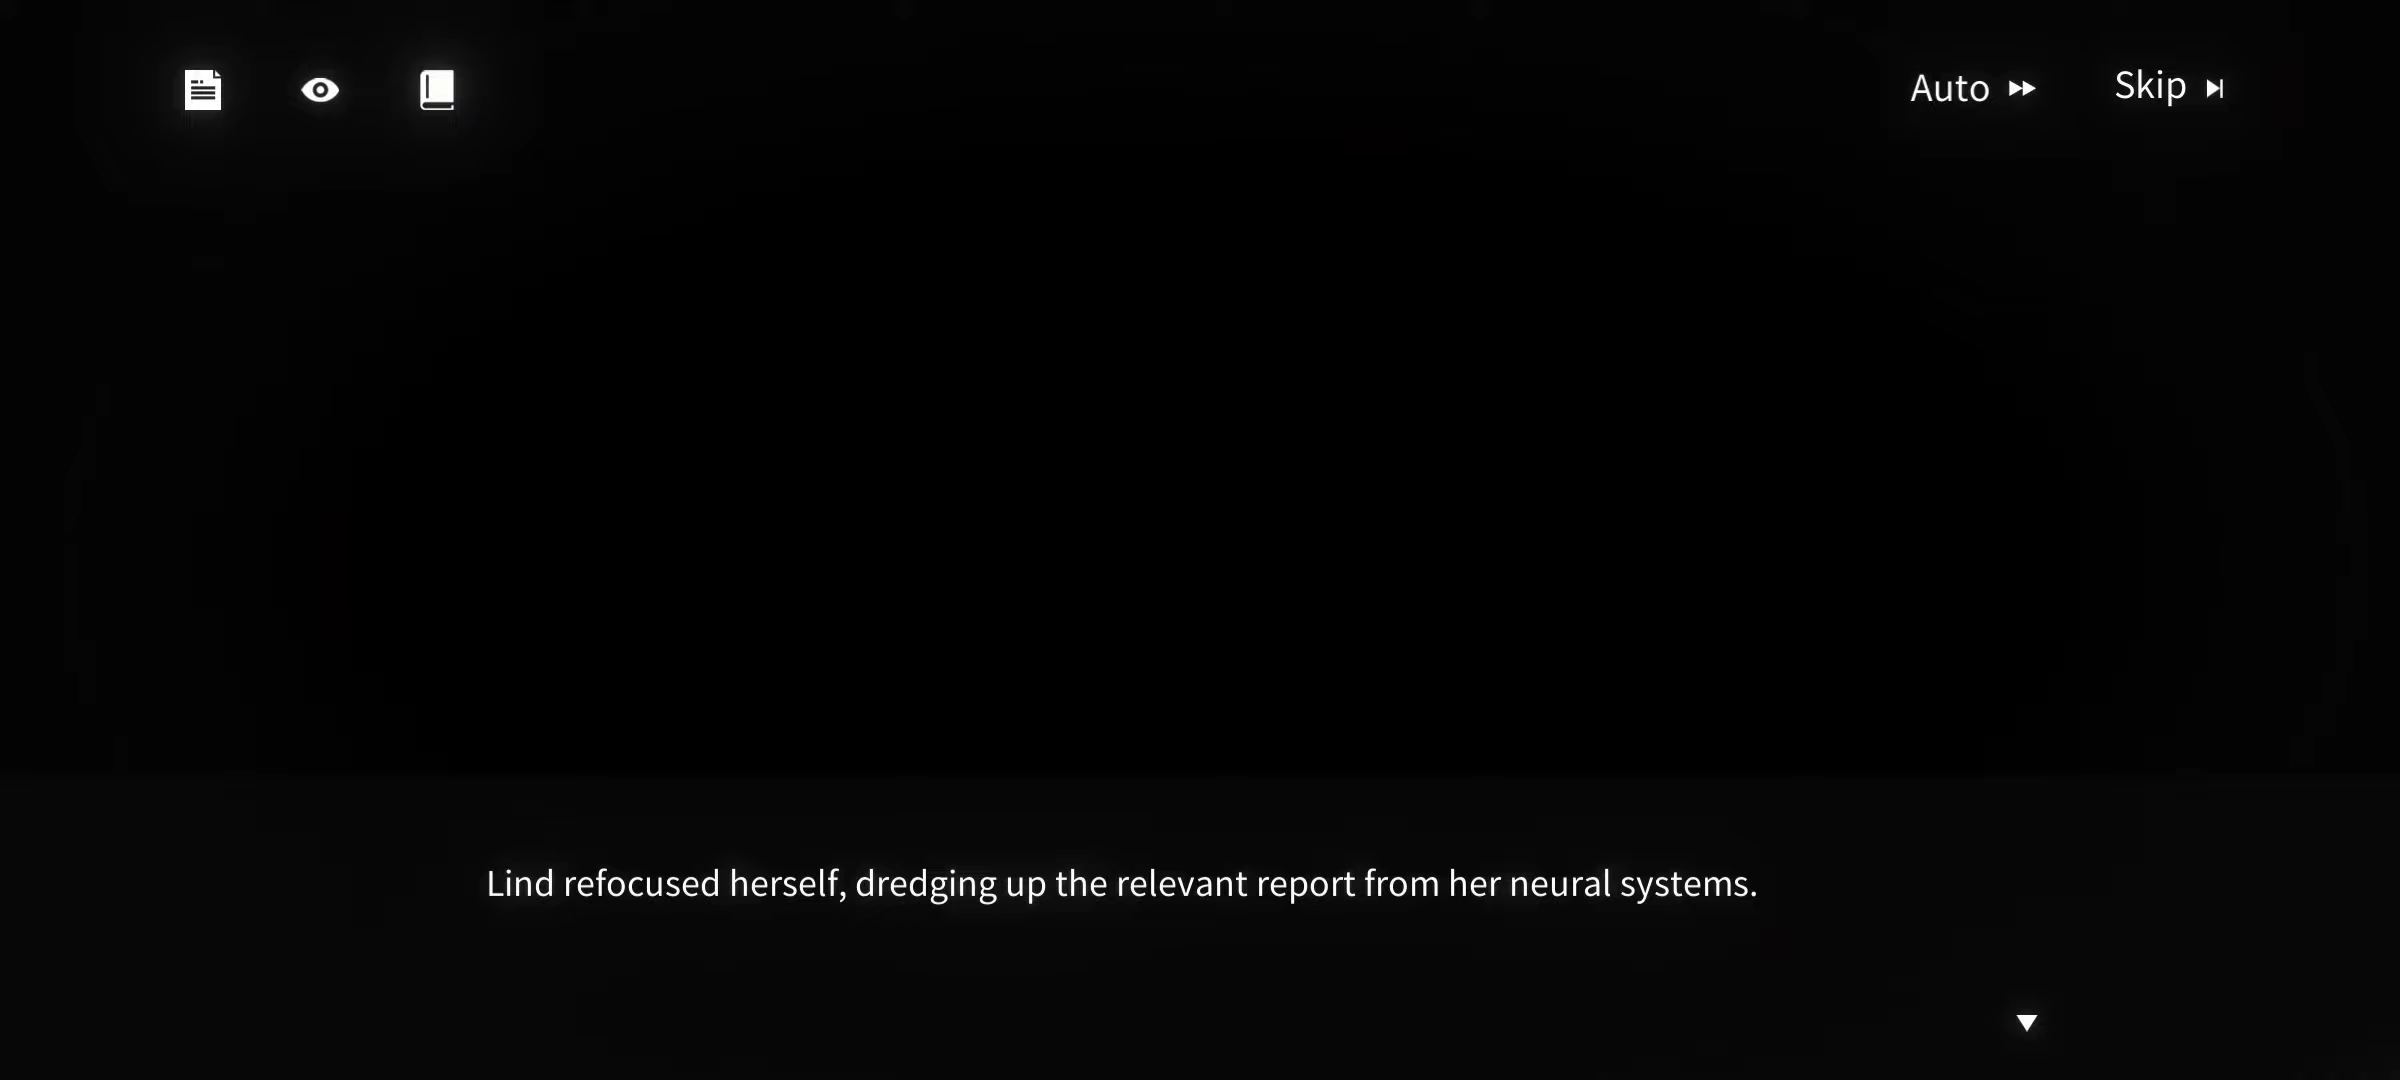 Auto
Skip
Lind refocused herself, dredging up the relevant report from her neural systems.